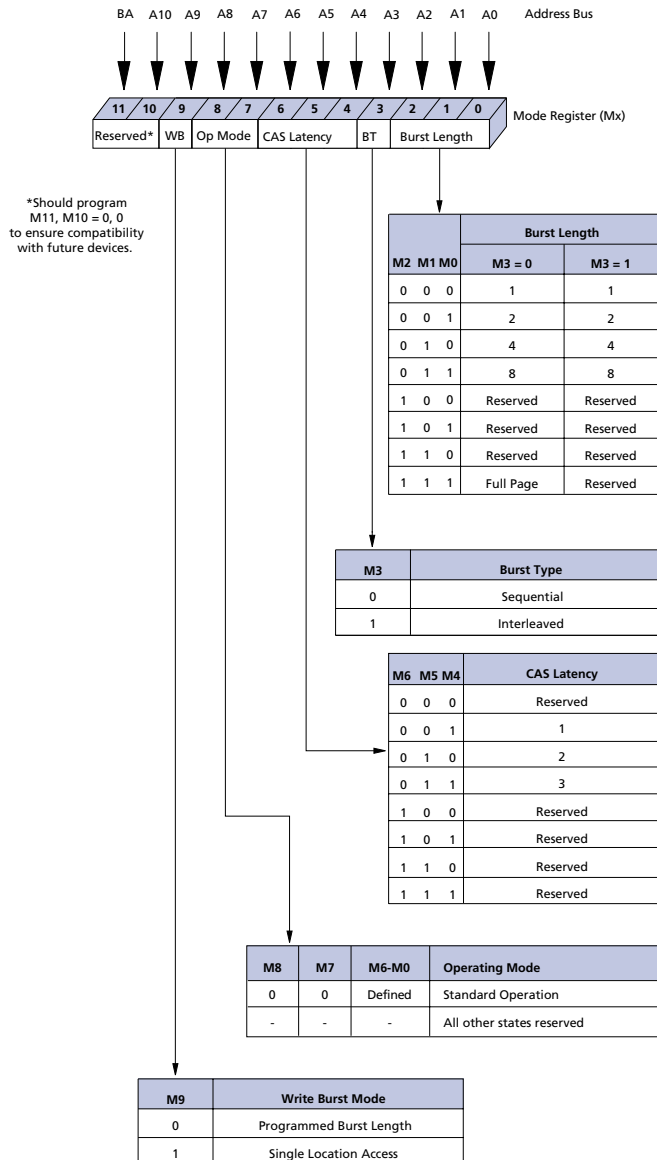 BA A10 A9 A8 A7 A6 A5 A4 A3 A2 A1 A0 Address Bus
11 10 9 8 7 6 5 4 3 2 1 0 Mode Register (Mx)
Reserved* WB Op Mode CAS Latency BT Burst Length
*Should program
M11, M10 = 0, 0
to ensure compatibility
with future devices.
Burst Length
M2 M1 M0 M3 = 0 M3 = 1
0 0 0 1 1
0 0 1 2 2
0 1 0 4 4
0 1 1 8 8
1 0 0 Reserved Reserved
1 0 1 Reserved Reserved
1 1 0 Reserved Reserved
1 1 1 Full Page Reserved
M3 Burst Type
0 Sequential
1 Interleaved
M6 M5 M4 CAS Latency
0 0 0 Reserved
0 0 1 1
0 1 0 2
0 1 1 3
1 0 0 Reserved
1 0 1 Reserved
1 1 0 Reserved
1 1 1 Reserved
M8 M7 M6-M0 Operating Mode
0 0 Defined Standard Operation
- - - All other states reserved
M9 Write Burst Mode
0 Programmed Burst Length
1 Single Location Access